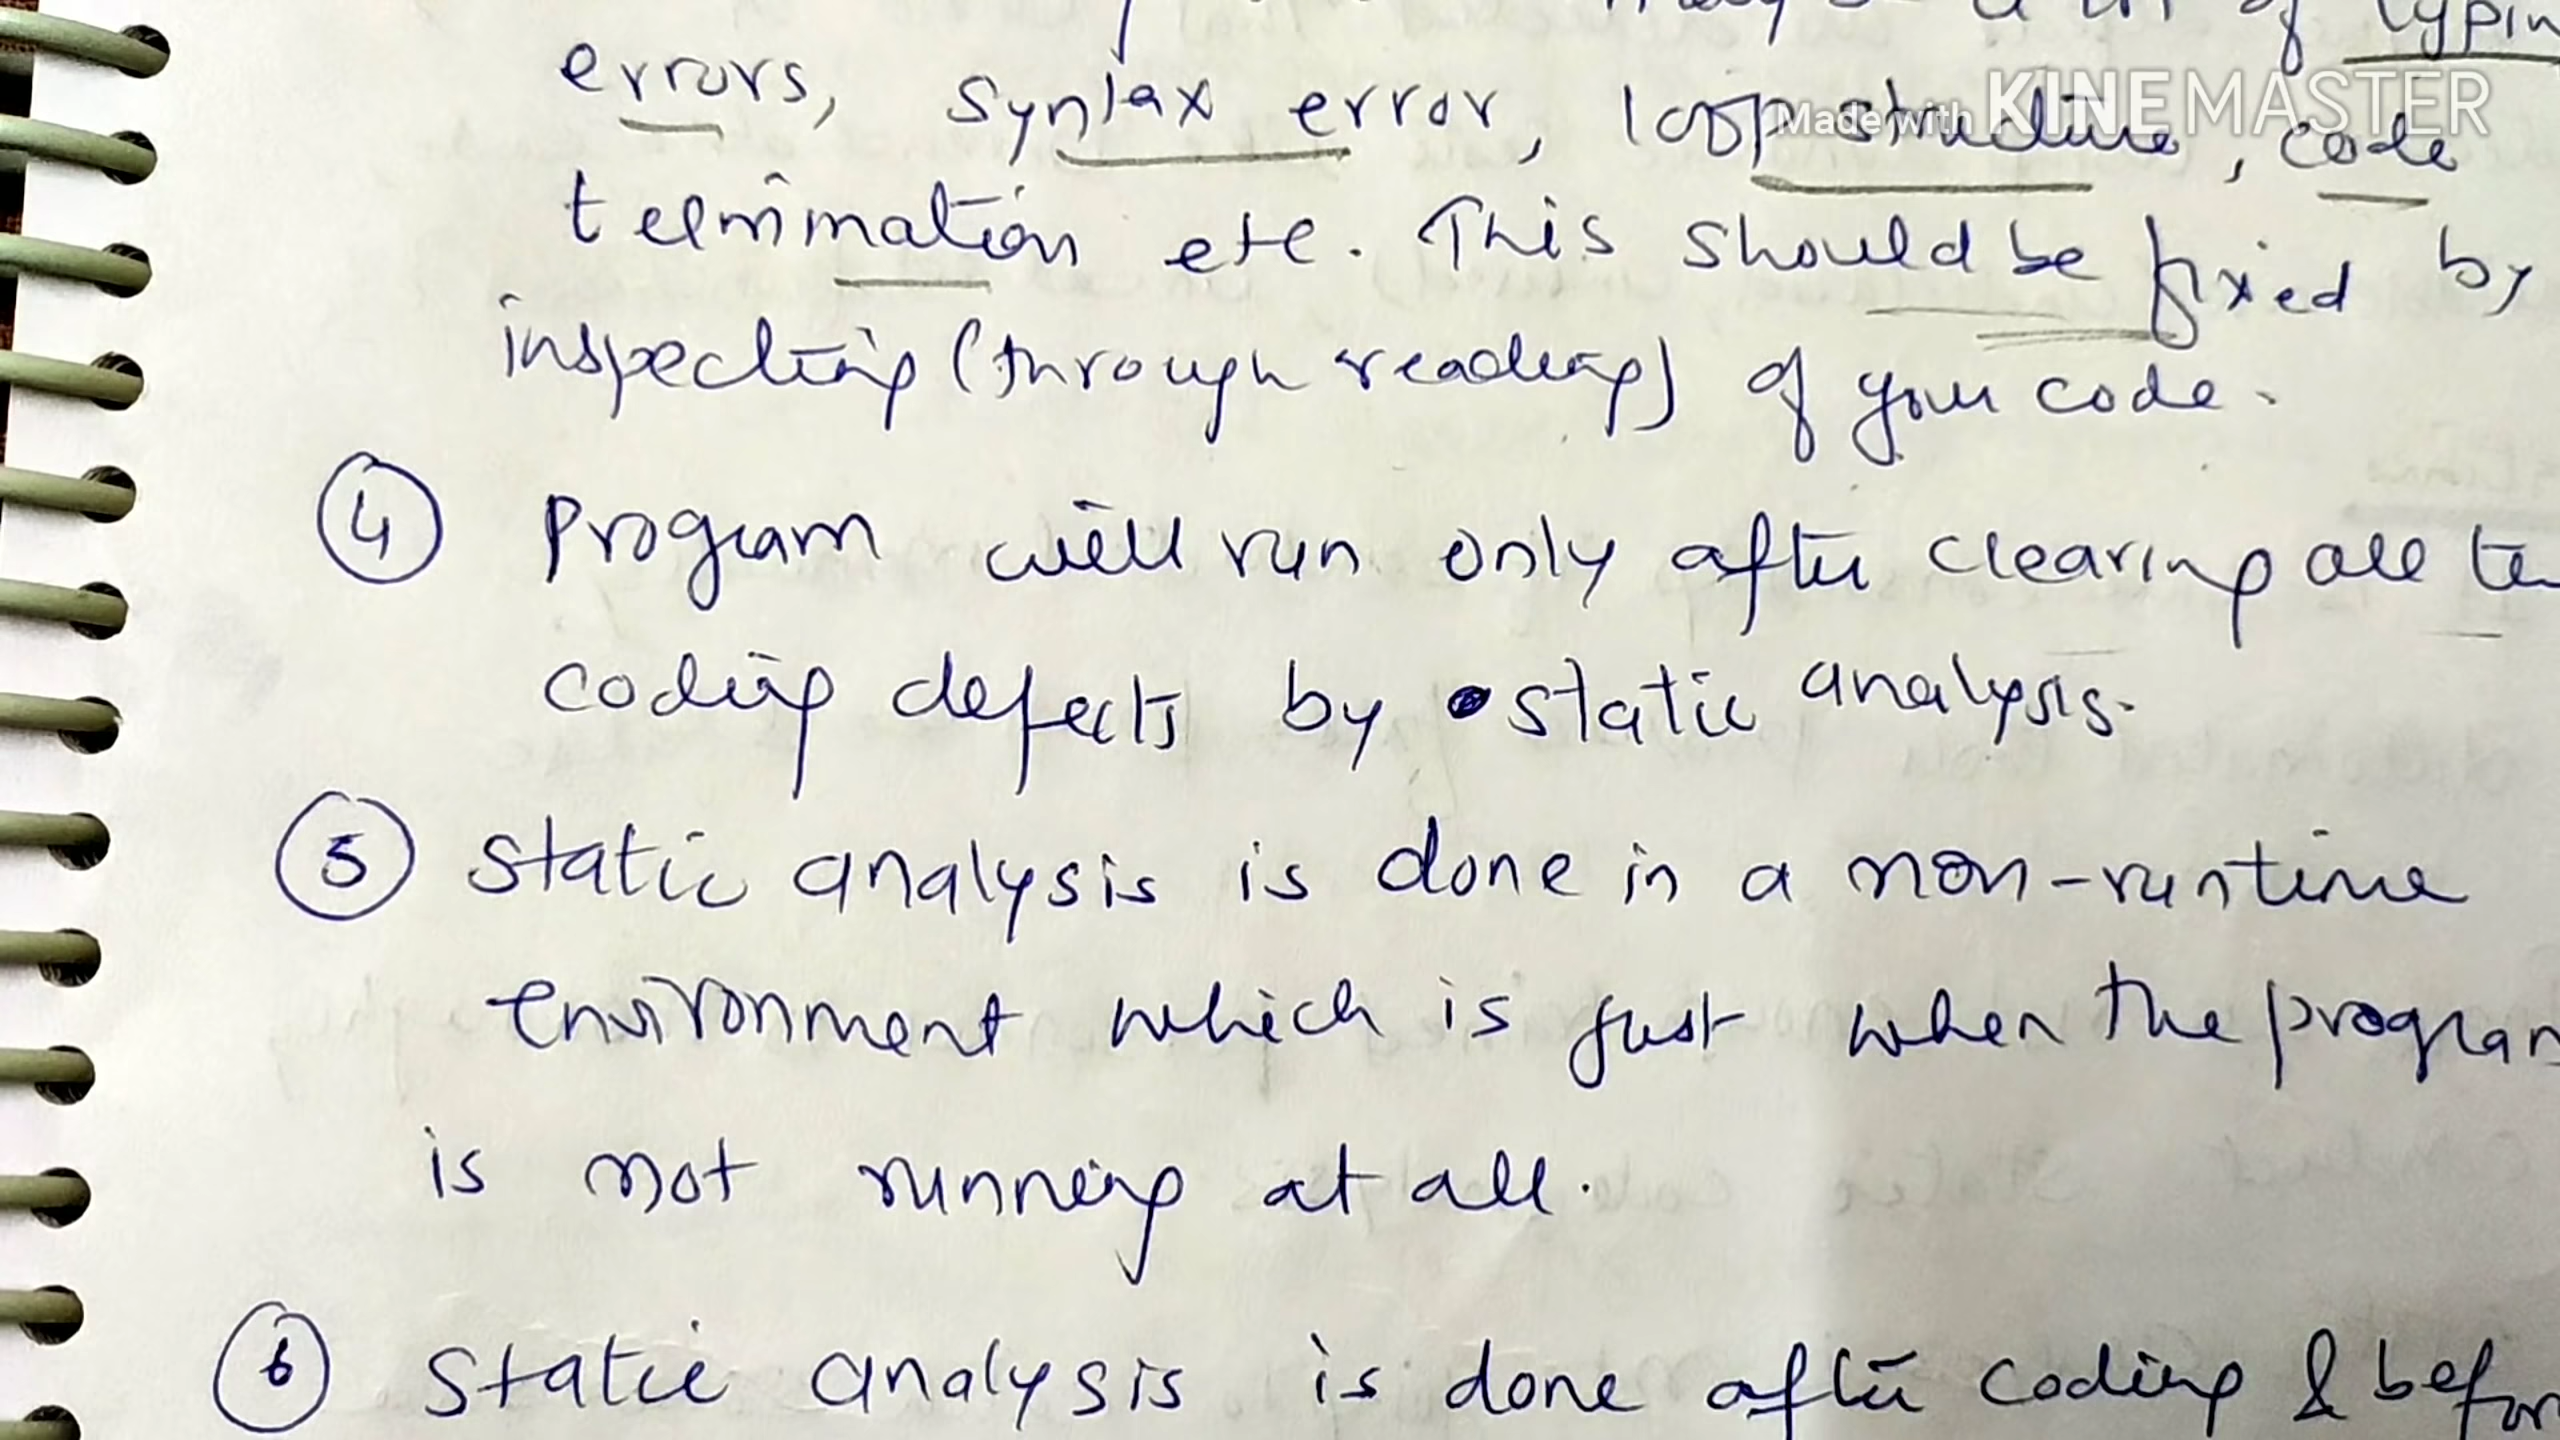 of typin
errors, syntax error, loop structure, code
Made with KINEMASTER
termination etc. This should be fixed by
inspecting (through reading) of your code.
4 Program will run only after clearing all
coding defects by static analysis.
5 Static analysis is done in a non-runtime
environment which is just when the program
is not running at all.
6 Static analysis is done after coding & befor